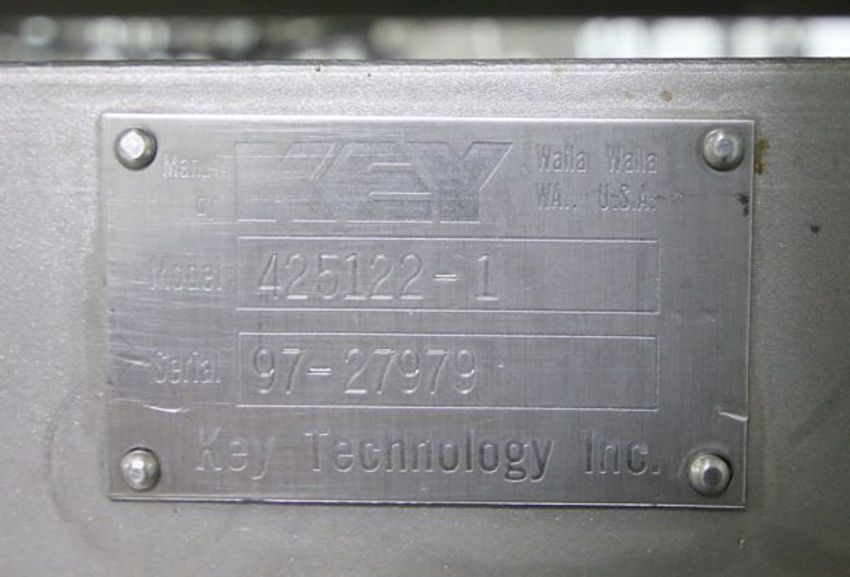 Manuf. KEY Walla Walla
by WA., U.S.A.
Model 425122-1
Serial 97-27979
Key Technology Inc.